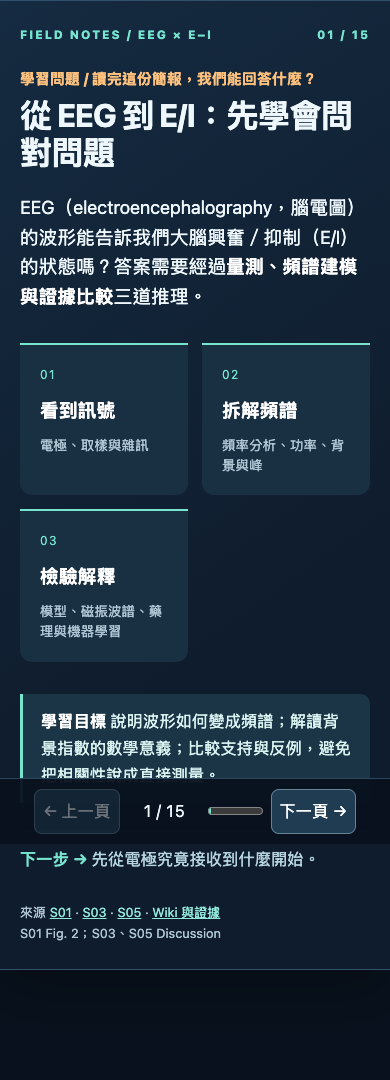 FIELD NOTES / EEG × E–I
01 / 15
學習問題 / 讀完這份簡報，我們能回答什麼？
從 EEG 到 E/I：先學會問
對問題
EEG（electroencephalography，腦電圖）
的波形能告訴我們大腦興奮 / 抑制（E/I）
的狀態嗎？答案需要經過量測、頻譜建模
與證據比較三道推理。
01
看到訊號
電極、取樣與雜訊
02
拆解頻譜
頻率分析、功率、背
景與峰
03
檢驗解釋
模型、磁振波譜、藥
理與機器學習
學習目標 說明波形如何變成頻譜；解讀背
景指數的數學意義；比較支持與反例，避免
把相關性說成直接測量。
← 上一頁
1 / 15
下一頁 →
下一步 → 先從電極究竟接收到什麼開始。
來源 S01 · S03 · S05 · Wiki 與證據
S01 Fig. 2；S03、S05 Discussion